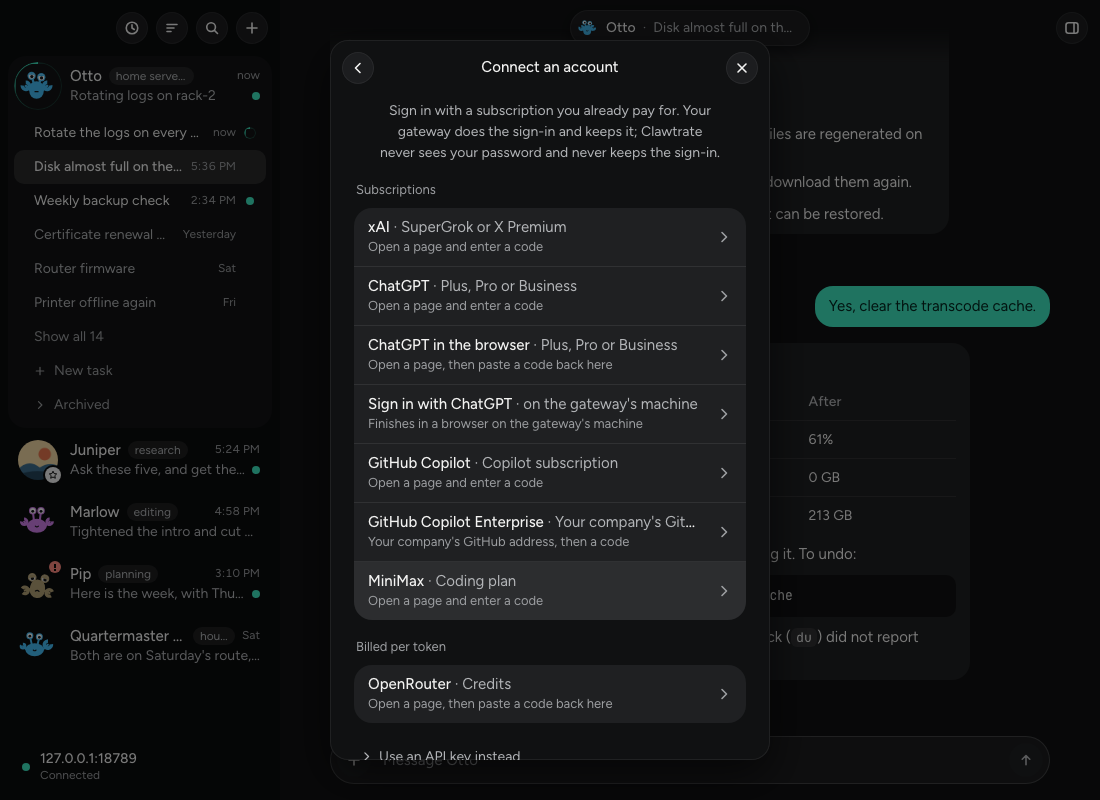 Otto · Disk almost full on th...
Otto home serve... now
Rotating logs on rack-2
Rotate the logs on every ... now
Disk almost full on the... 5:36 PM
Weekly backup check 2:34 PM
Certificate renewal ... Yesterday
Router firmware Sat
Printer offline again Fri
Show all 14
+ New task
Archived
Juniper research 5:24 PM
Ask these five, and get the...
Marlow editing 4:58 PM
Tightened the intro and cut ...
Pip planning 3:10 PM
Here is the week, with Thu...
Quartermaster ... hou... Sat
Both are on Saturday's route,...
127.0.0.1:18789
Connected
Connect an account
Sign in with a subscription you already pay for. Your
gateway does the sign-in and keeps it; Clawtrate
never sees your password and never keeps the sign-in.
Subscriptions
xAI · SuperGrok or X Premium
Open a page and enter a code
ChatGPT · Plus, Pro or Business
Open a page and enter a code
ChatGPT in the browser · Plus, Pro or Business
Open a page, then paste a code back here
Sign in with ChatGPT · on the gateway's machine
Finishes in a browser on the gateway's machine
GitHub Copilot · Copilot subscription
Open a page and enter a code
GitHub Copilot Enterprise · Your company's Git...
Your company's GitHub address, then a code
MiniMax · Coding plan
Open a page and enter a code
Billed per token
OpenRouter · Credits
Open a page, then paste a code back here
Use an API key instead
are regenerated on
download them again.
can be restored.
Yes, clear the transcode cache.
After
61%
0 GB
213 GB
it. To undo:
(du) did not report
Message Otto